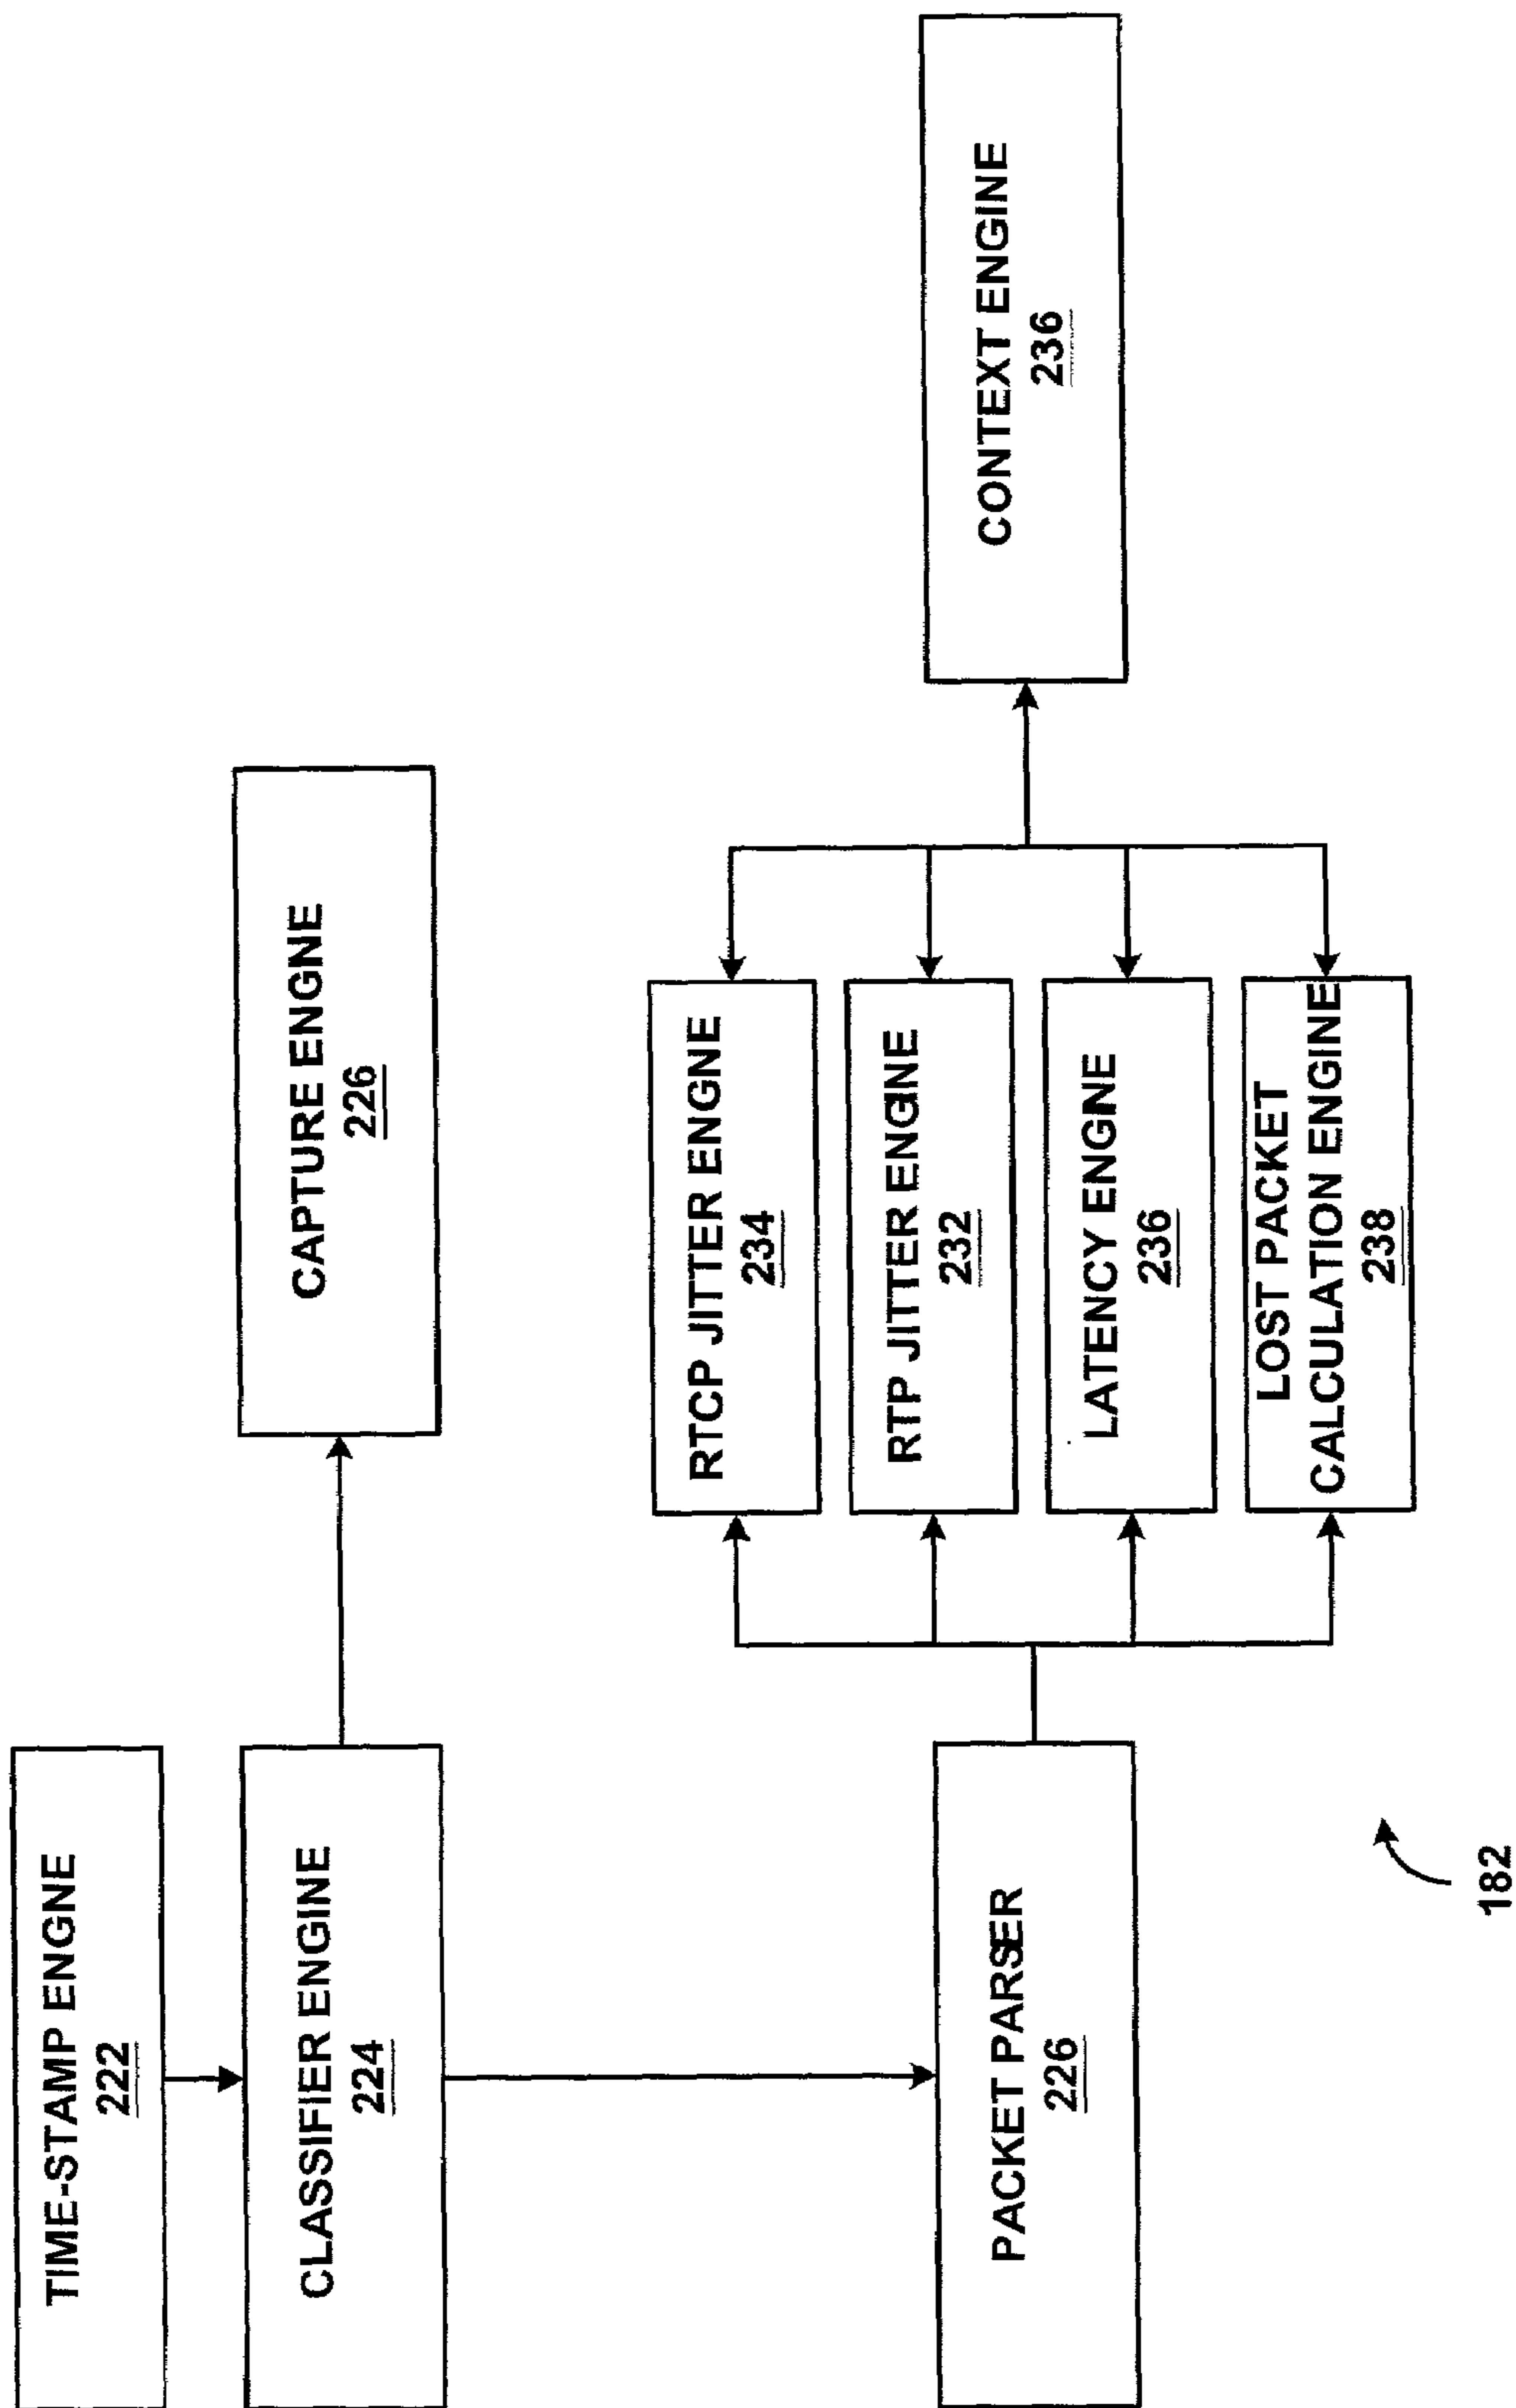 TIME-STAMP ENGNE
222
CLASSIFIER ENGINE
224
CAPTURE ENGNE
226
PACKET PARSER
226
RTCP JITTER ENGNE
234
RTP JITTER ENGINE
232
LATENCY ENGNE
236
LOST PACKET
CALCULATION ENGINE
238
CONTEXT ENGINE
236
182